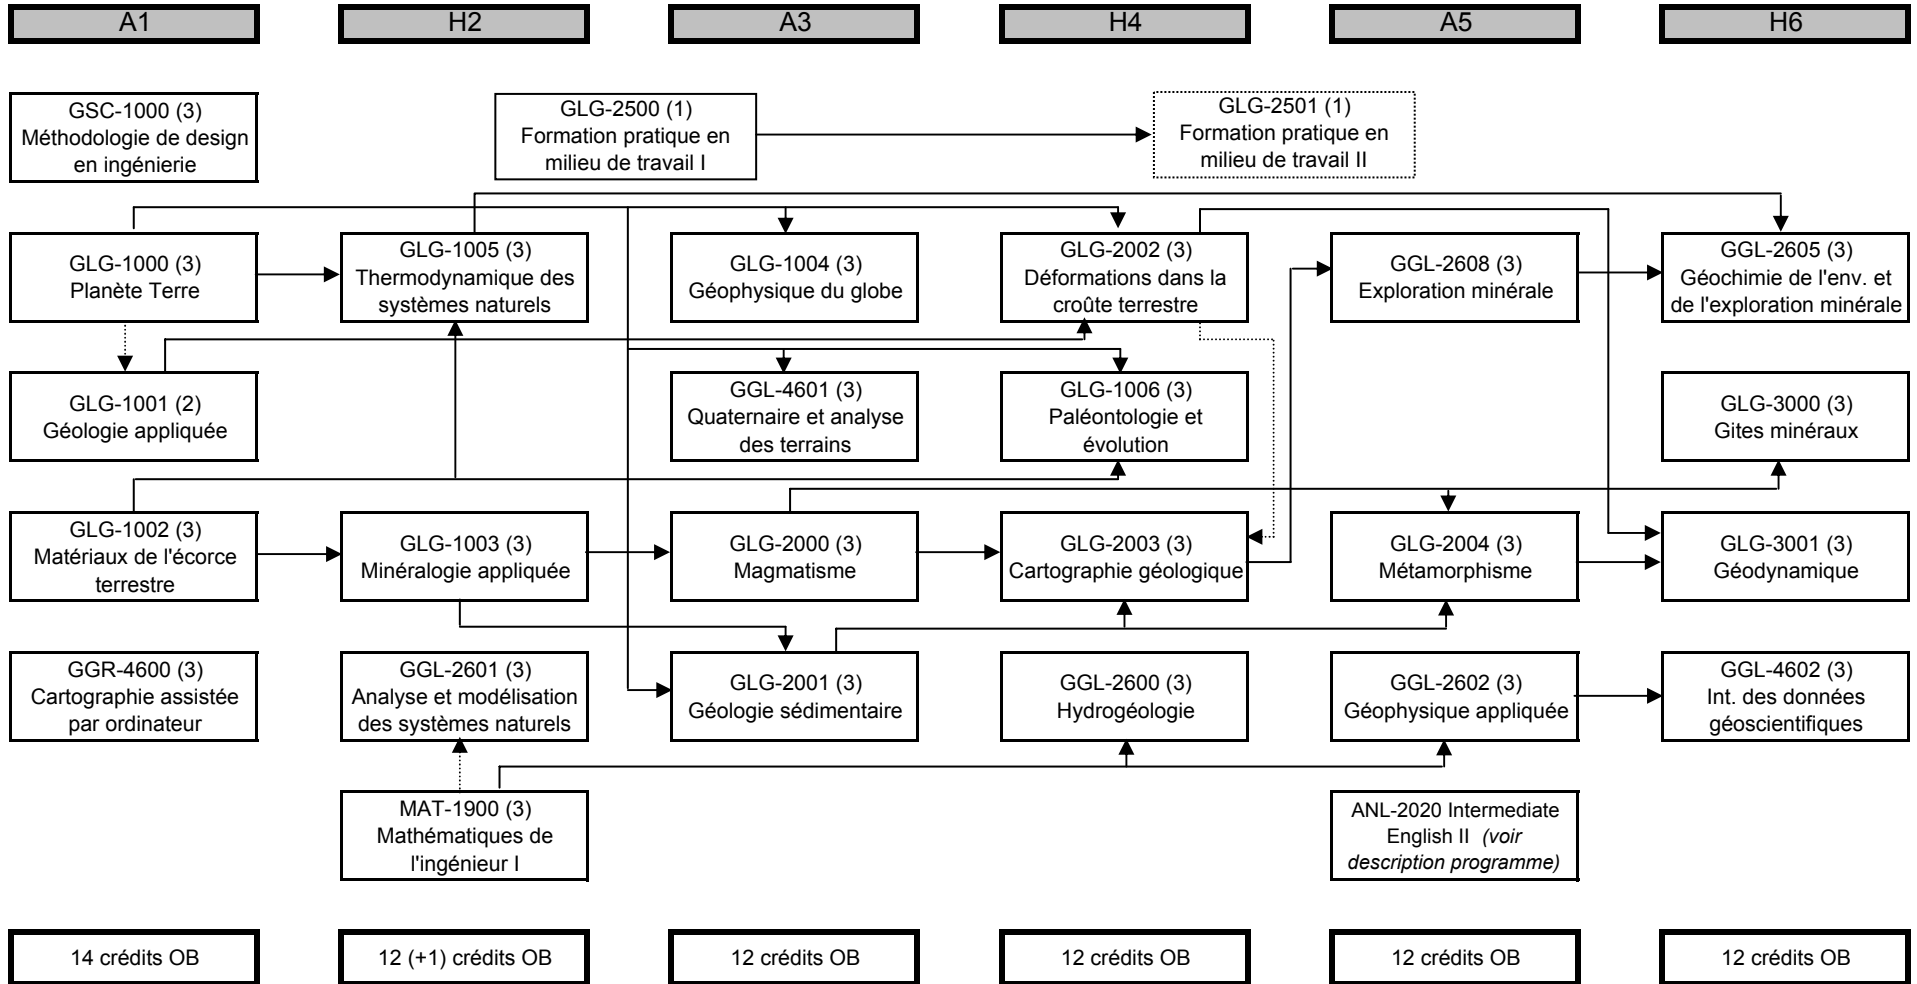 A1
H2
A3
H4
A5
H6
GSC-1000 (3)
Méthodologie de design
en ingénierie
GLG-2500 (1)
Formation pratique en
milieu de travail I
GLG-2501 (1)
Formation pratique en
milieu de travail II
GLG-1000 (3)
Planète Terre
GLG-1005 (3)
Thermodynamique des
systèmes naturels
GLG-1004 (3)
Géophysique du globe
GLG-2002 (3)
Déformations dans la
croûte terrestre
GGL-2608 (3)
Exploration minérale
GGL-2605 (3)
Géochimie de l'env. et
de l'exploration minérale
GLG-1001 (2)
Géologie appliquée
GGL-4601 (3)
Quaternaire et analyse
des terrains
GLG-1006 (3)
Paléontologie et
évolution
GLG-3000 (3)
Gites minéraux
GLG-1002 (3)
Matériaux de l'écorce
terrestre
GLG-1003 (3)
Minéralogie appliquée
GLG-2000 (3)
Magmatisme
GLG-2003 (3)
Cartographie géologique
GLG-2004 (3)
Métamorphisme
GLG-3001 (3)
Géodynamique
GGR-4600 (3)
Cartographie assistée
par ordinateur
GGL-2601 (3)
Analyse et modélisation
des systèmes naturels
GLG-2001 (3)
Géologie sédimentaire
GGL-2600 (3)
Hydrogéologie
GGL-2602 (3)
Géophysique appliquée
GGL-4602 (3)
Int. des données
géoscientifiques
MAT-1900 (3)
Mathématiques de
l'ingénieur I
ANL-2020 Intermediate
English II (voir
description programme)
14 crédits OB
12 (+1) crédits OB
12 crédits OB
12 crédits OB
12 crédits OB
12 crédits OB